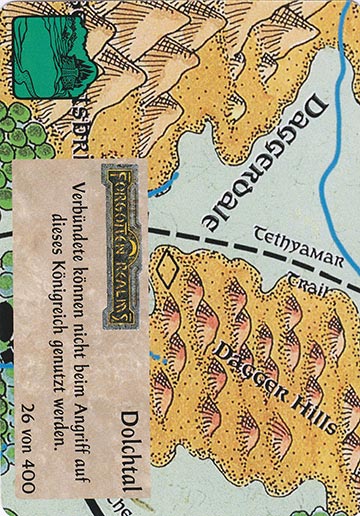 Daggerdale
Tethyamar
Trail
Dagger Hills
FORGOTTEN REALMS
Dolchtal
Verbündete können nicht beim Angriff auf
dieses Königreich genutzt werden.
26 von 400